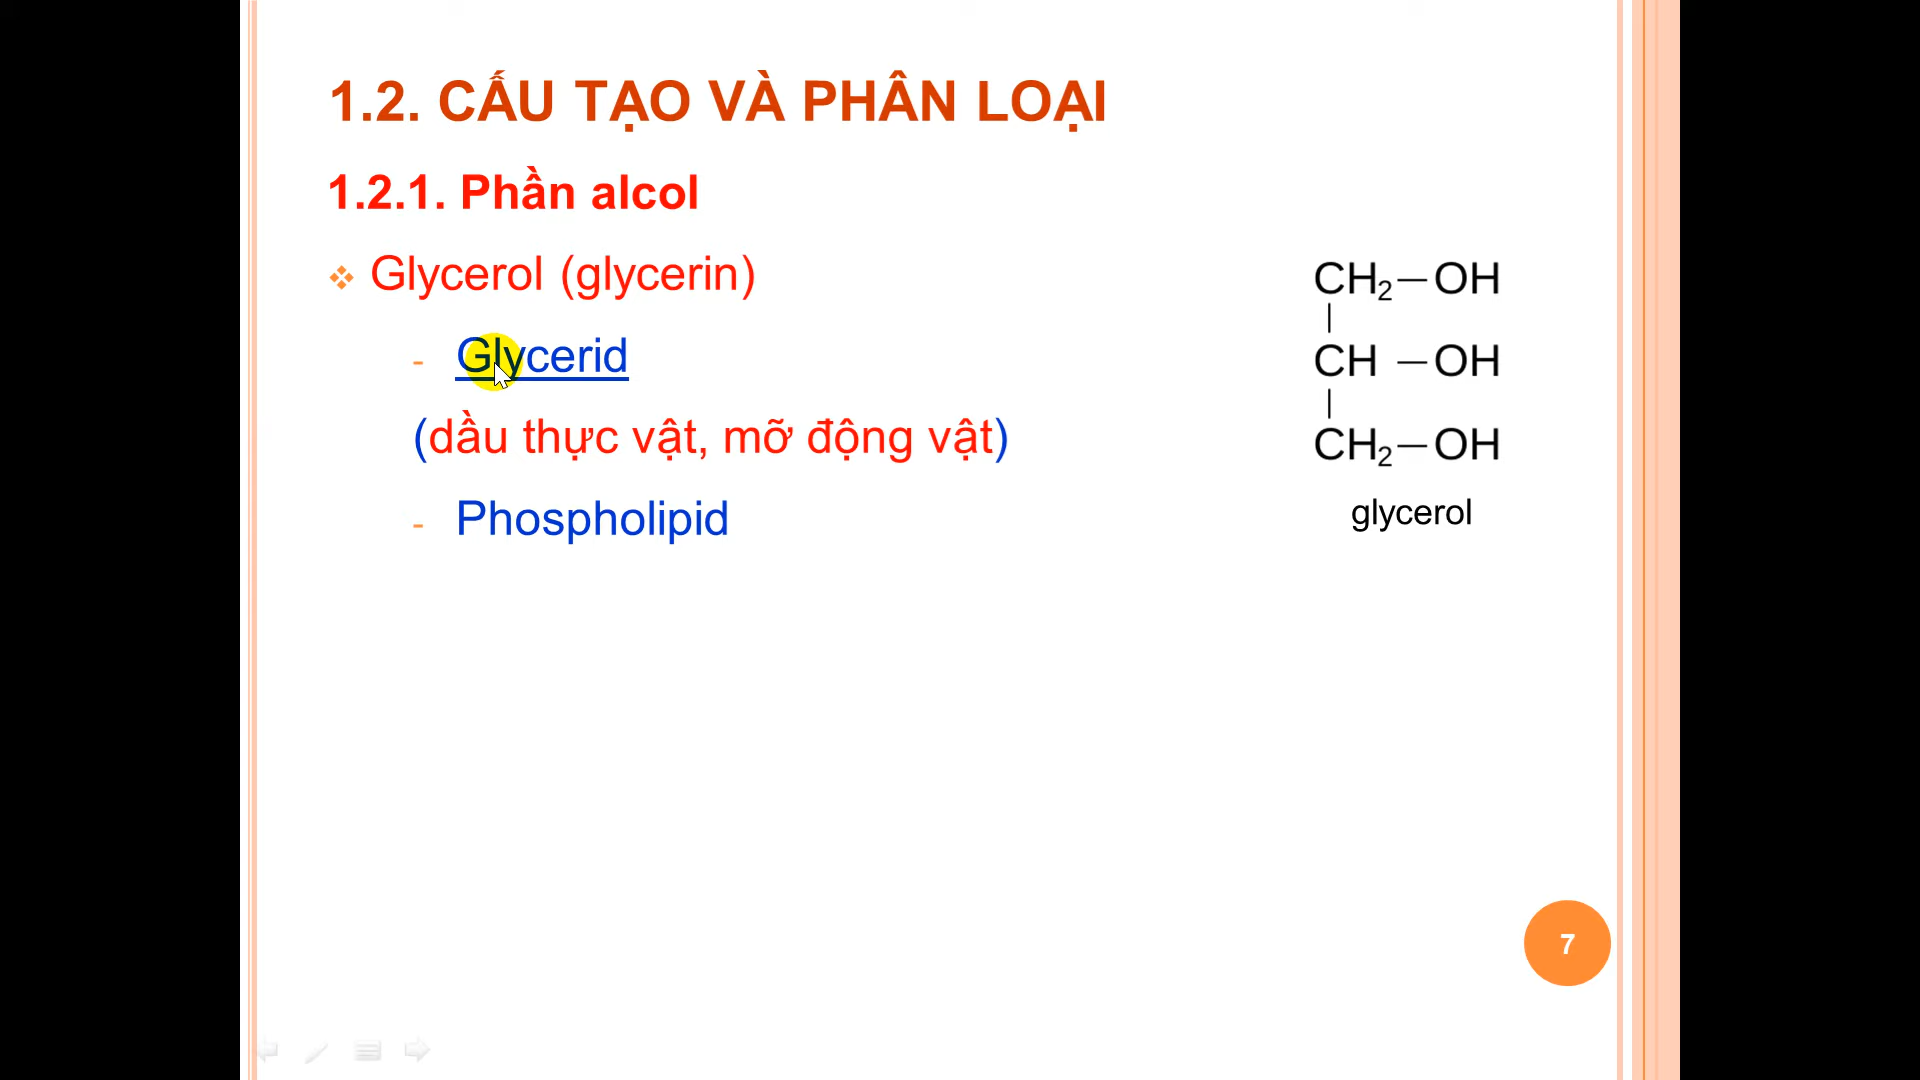 1.2. CẤU TẠO VÀ PHÂN LOẠI
1.2.1. Phần alcol
❖ Glycerol (glycerin)
- Glycerid
(dầu thực vật, mỡ động vật)
- Phospholipid
CH₂—OH
|
CH —OH
|
CH₂—OH
glycerol
7